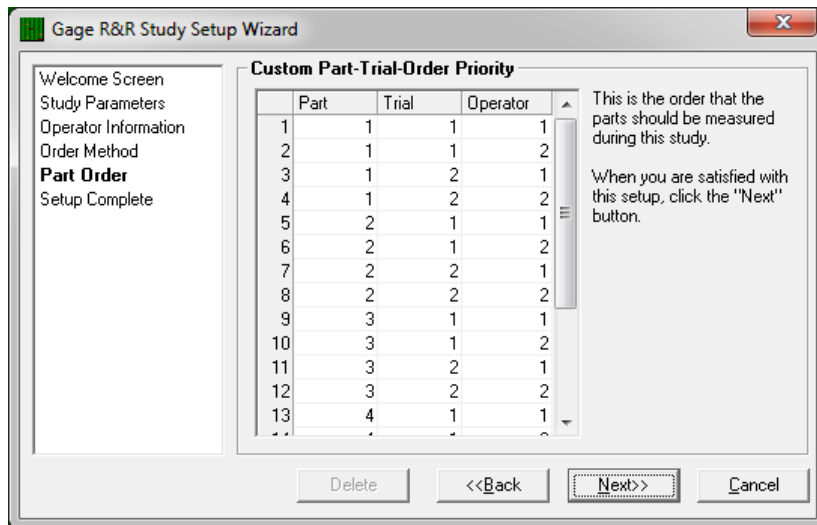 Gage R&R Study Setup Wizard
Welcome Screen
Study Parameters
Operator Information
Order Method
Part Order
Setup Complete
Custom Part-Trial-Order Priority
Part Trial Operator
1 1 1 1
2 1 1 2
3 1 2 1
4 1 2 2
5 2 1 1
6 2 1 2
7 2 2 1
8 2 2 2
9 3 1 1
10 3 1 2
11 3 2 1
12 3 2 2
13 4 1 1
This is the order that the
parts should be measured
during this study.
When you are satisfied with
this setup, click the "Next"
button.
Delete
<<Back
Next>>
Cancel